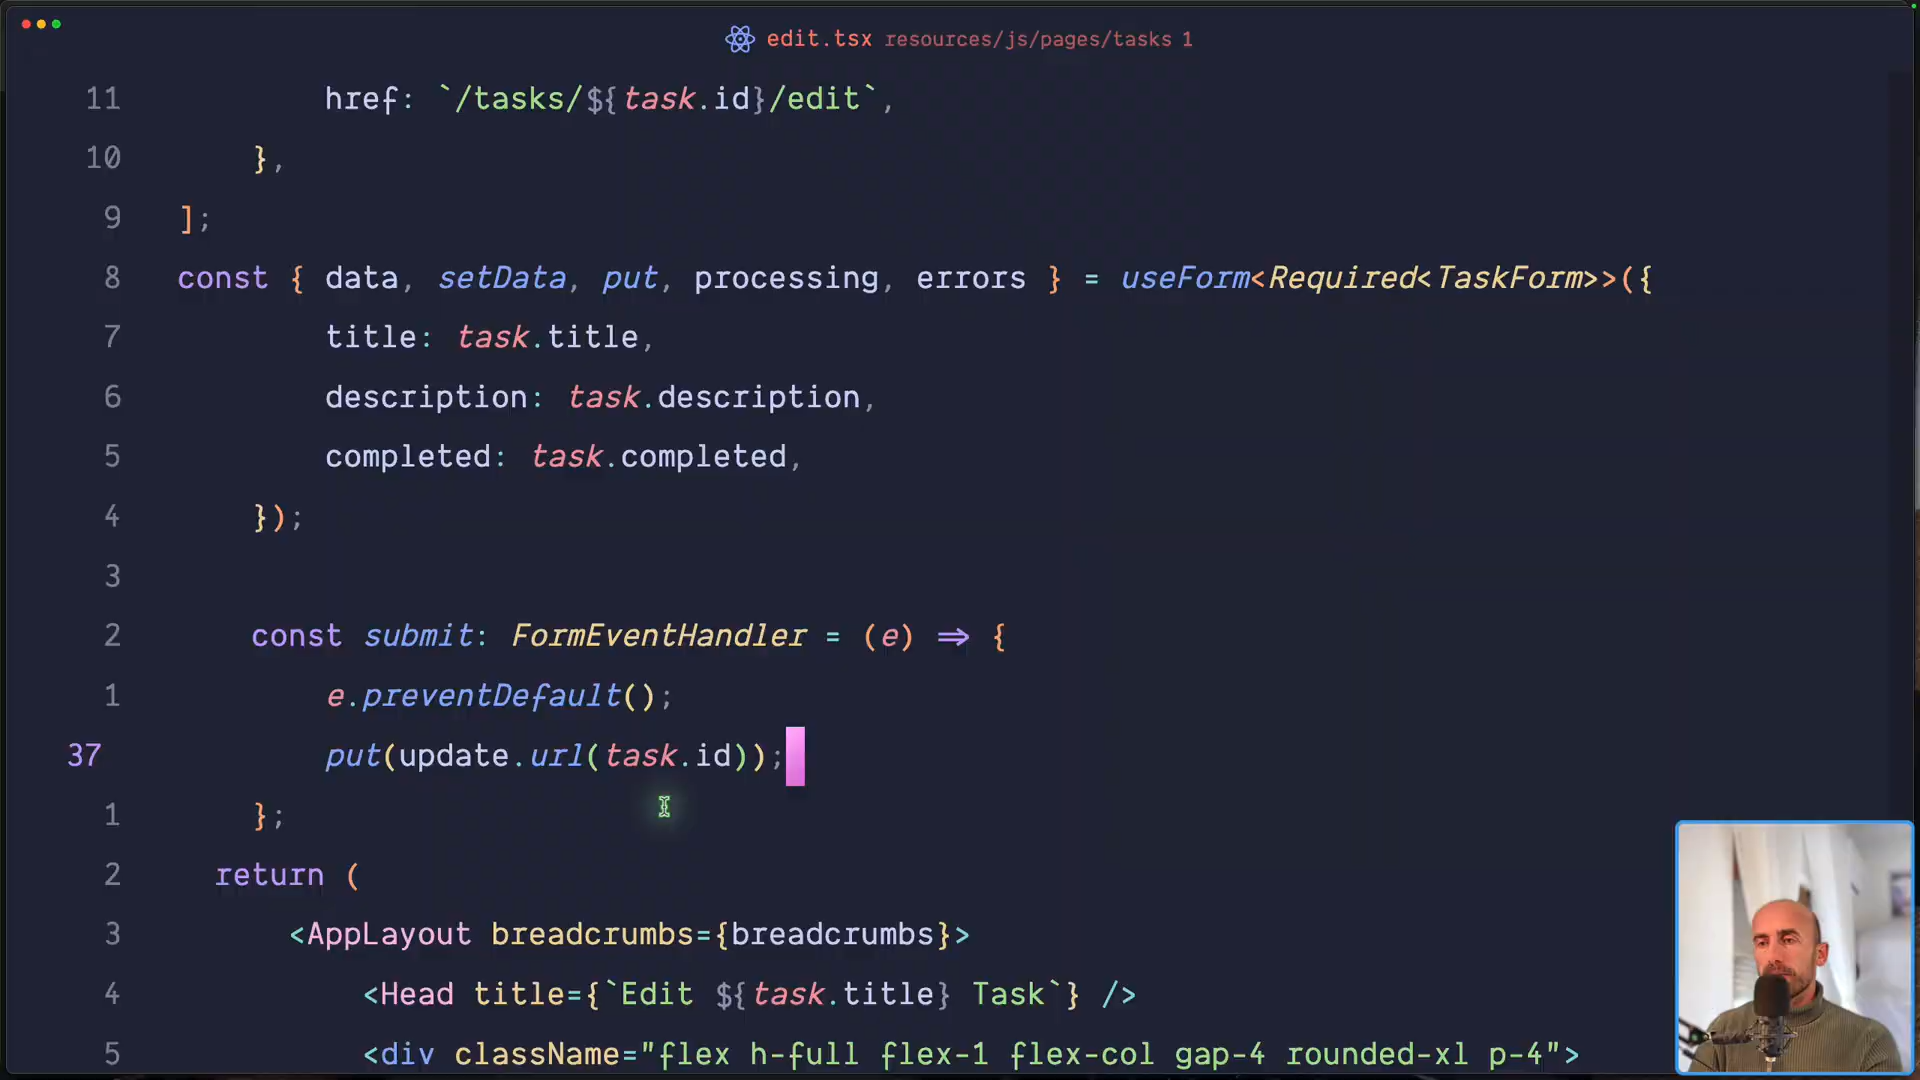 edit.tsx resources/js/pages/tasks 1
11 href: `/tasks/${task.id}/edit`,
10 },
9 ];
8 const { data, setData, put, processing, errors } = useForm<Required<TaskForm>>({
7 title: task.title,
6 description: task.description,
5 completed: task.completed,
4 });
3
2 const submit: FormEventHandler = (e) => {
1 e.preventDefault();
37 put(update.url(task.id));
1 };
2 return (
3 <AppLayout breadcrumbs={breadcrumbs}>
4 <Head title={`Edit ${task.title} Task`} />
5 <div className="flex h-full flex-1 flex-col gap-4 rounded-xl p-4">